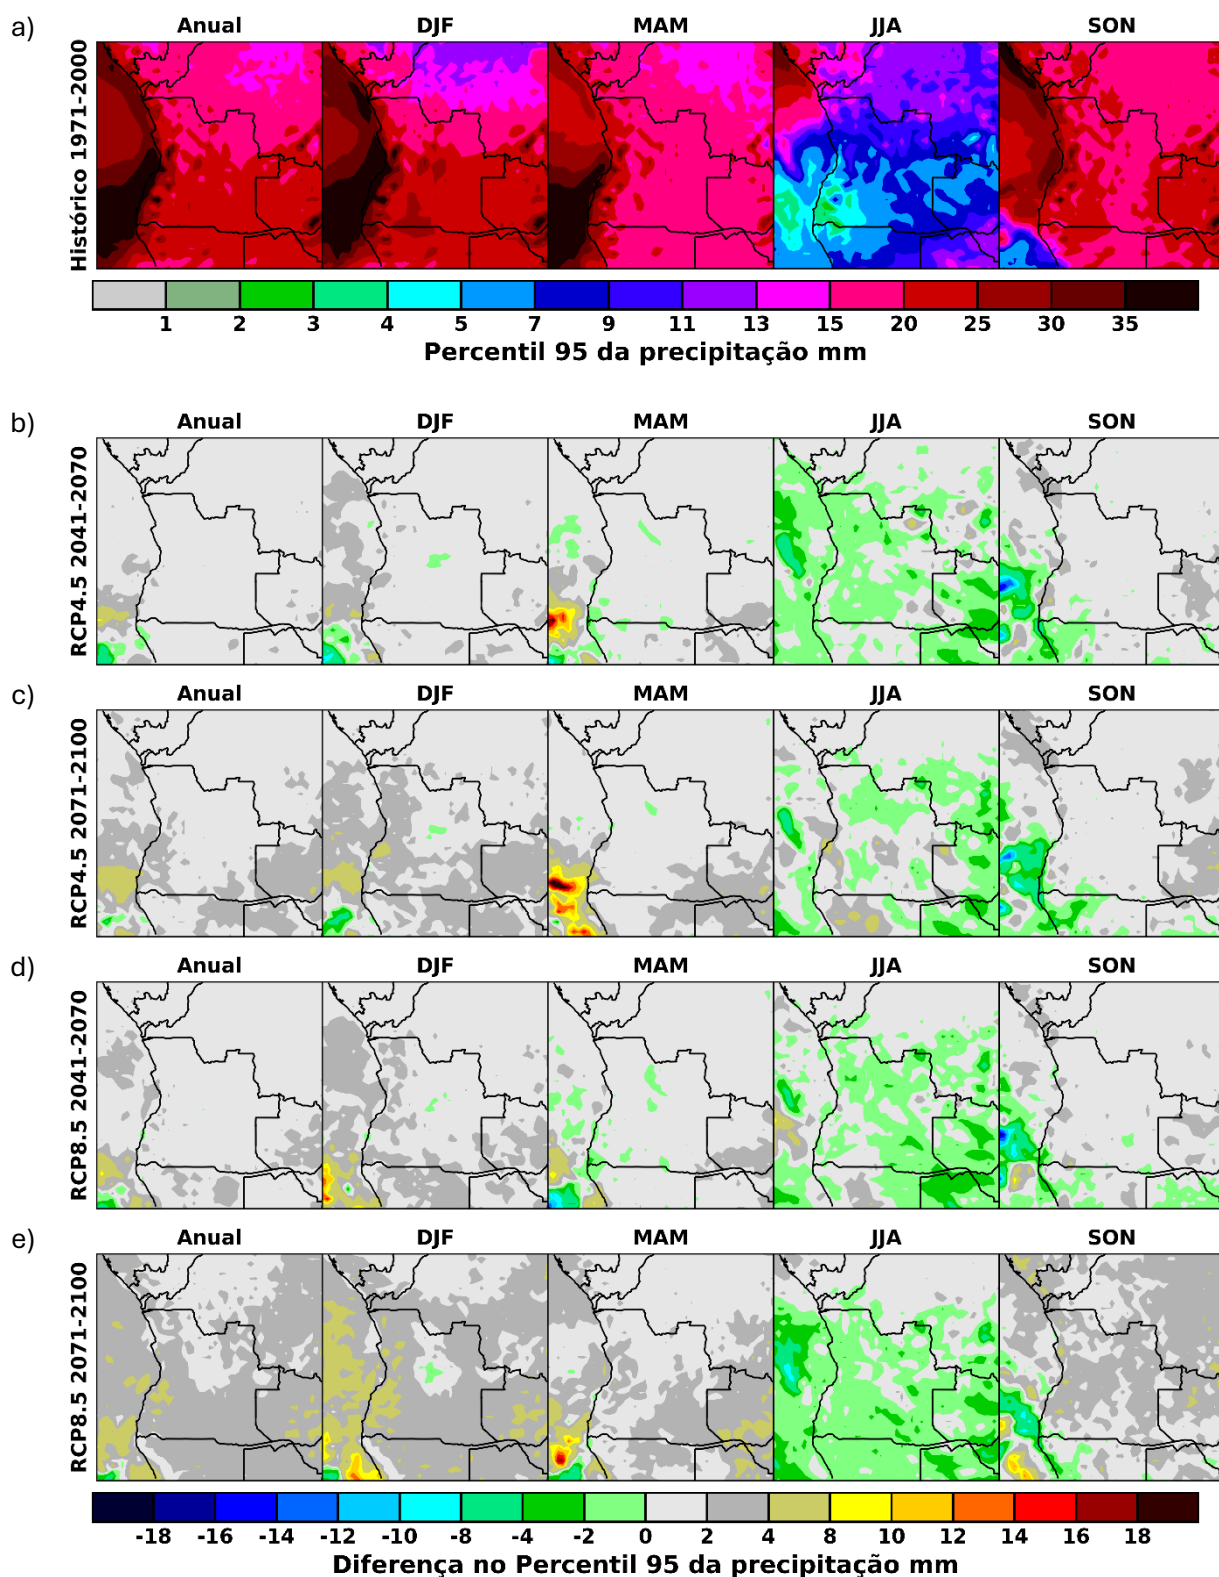 a)
Anual DJF MAM JJA SON
Histórico 1971-2000
1 2 3 4 5 7 9 11 13 15 20 25 30 35
Percentil 95 da precipitação mm
b)
Anual DJF MAM JJA SON
RCP4.5 2041-2070
c)
Anual DJF MAM JJA SON
RCP4.5 2071-2100
d)
Anual DJF MAM JJA SON
RCP8.5 2041-2070
e)
Anual DJF MAM JJA SON
RCP8.5 2071-2100
-18 -16 -14 -12 -10 -8 -4 -2 0 2 4 8 10 12 14 16 18
Diferença no Percentil 95 da precipitação mm